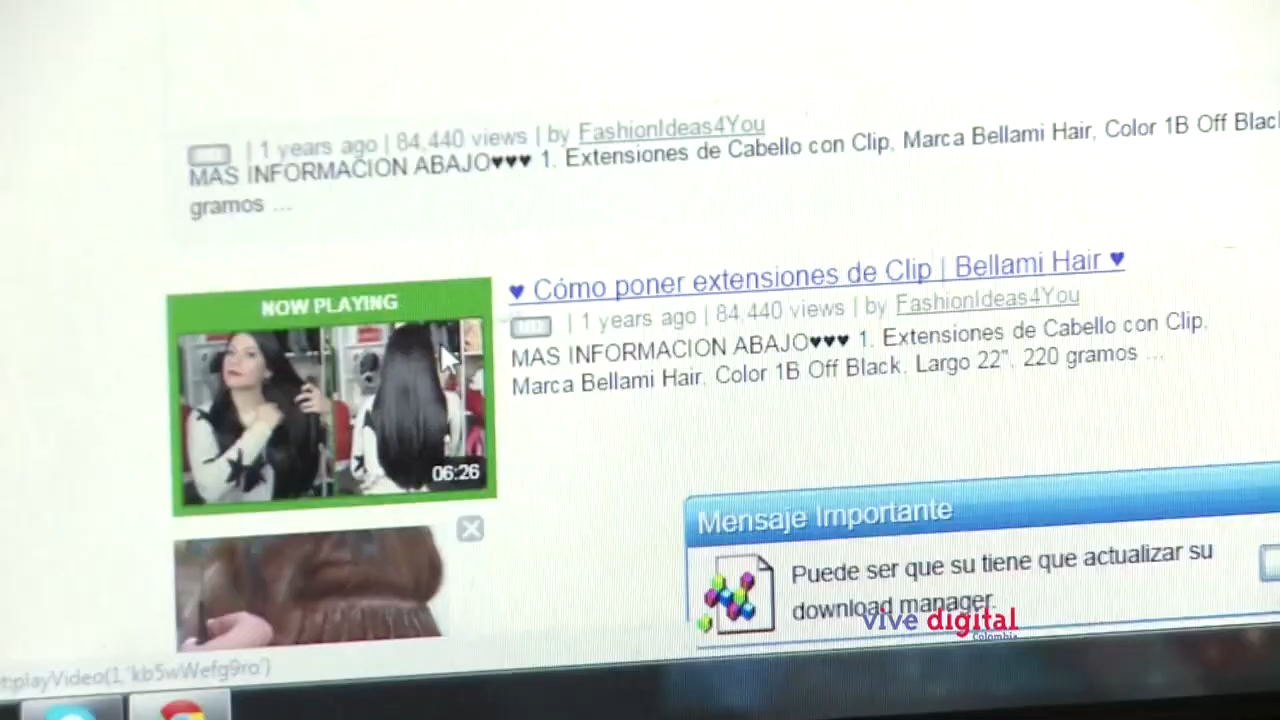 HD | 1 years ago | 84,440 views | by FashionIdeas4You
MAS INFORMACION ABAJO♥♥♥ 1. Extensiones de Cabello con Clip, Marca Bellami Hair, Color 1B Off Blac
gramos ...
NOW PLAYING
06:26
♥ Cómo poner extensiones de Clip | Bellami Hair ♥
HD | 1 years ago | 84,440 views | by FashionIdeas4You
MAS INFORMACION ABAJO♥♥♥ 1. Extensiones de Cabello con Clip,
Marca Bellami Hair, Color 1B Off Black, Largo 22", 220 gramos ...
Mensaje Importante
Puede ser que su tiene que actualizar su
download manager.
vive digital
Colombia
t:playVideo(1,'kb5wWefg9ro')